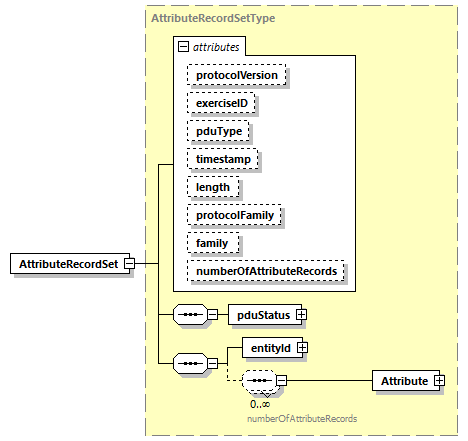 AttributeRecordSetType
attributes
protocolVersion
exerciseID
pduType
timestamp
length
protocolFamily
family
numberOfAttributeRecords
AttributeRecordSet
pduStatus
entityId
Attribute
0..∞
numberOfAttributeRecords